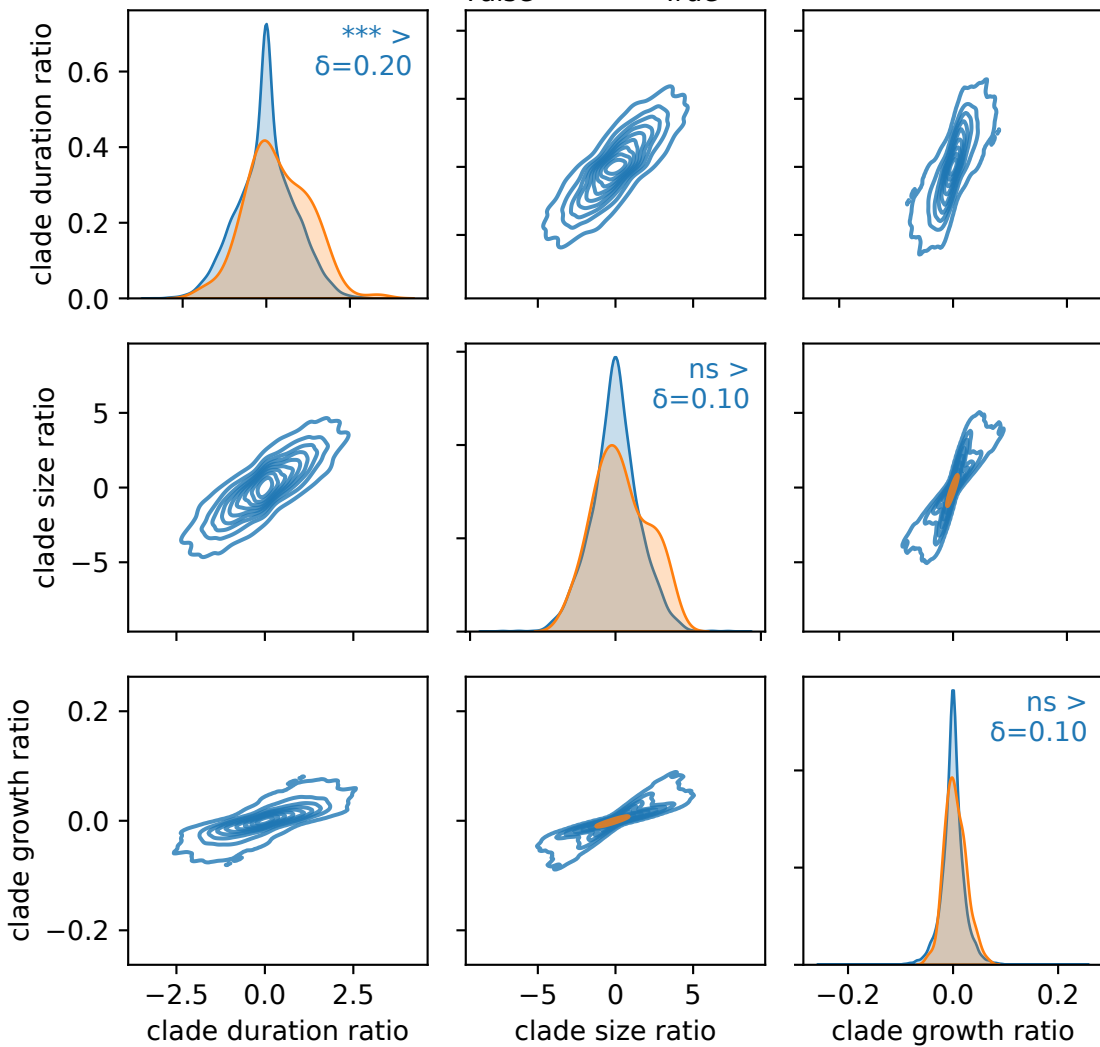 *** >
δ=0.20
clade duration ratio
0.6
0.4
0.2
0.0
ns >
δ=0.10
clade size ratio
5
0
−5
ns >
δ=0.10
clade growth ratio
0.2
0.0
−0.2
−2.5 0.0 2.5
−5 0 5
−0.2 0.0 0.2
clade duration ratio
clade size ratio
clade growth ratio